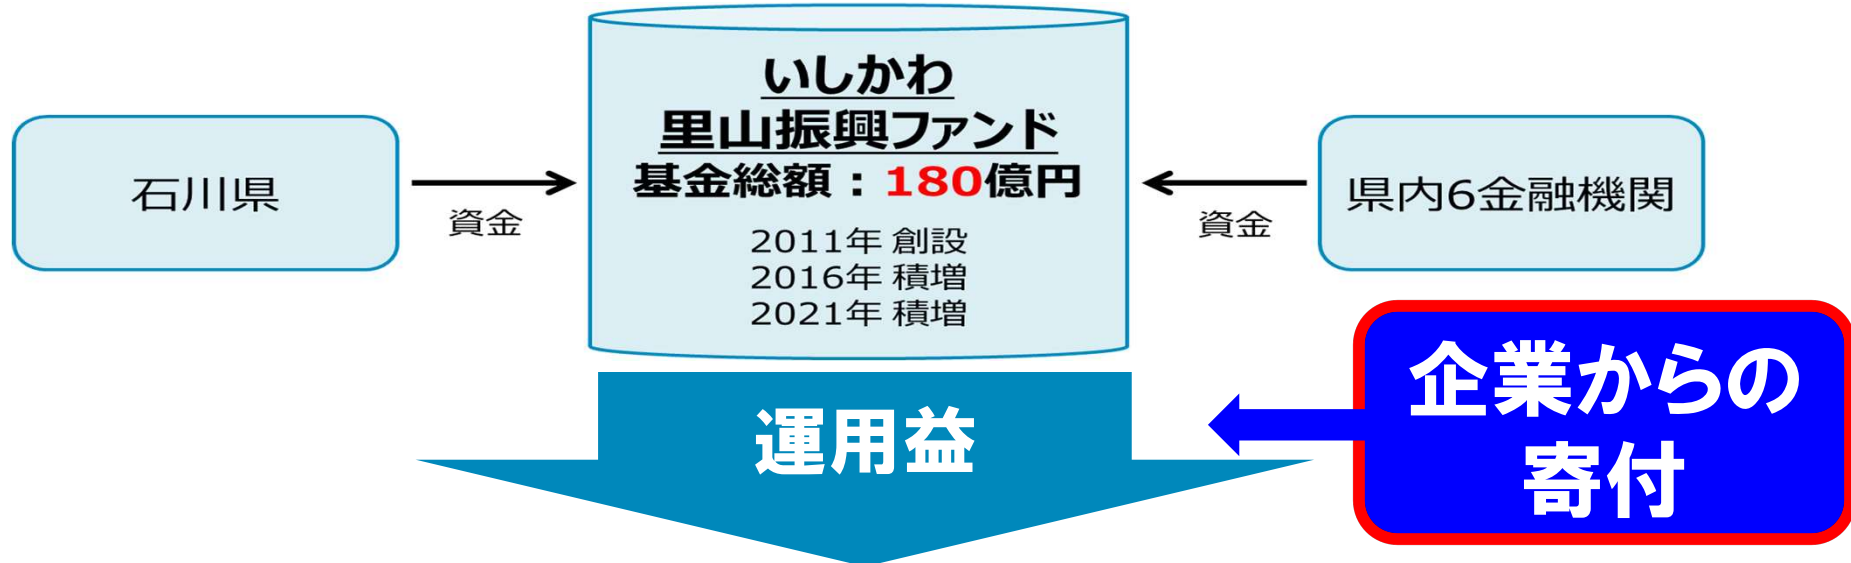 いしかわ
里山振興ファンド
基金総額：180億円
2011年 創設
2016年 積増
2021年 積増
石川県
資金
資金
県内6金融機関
運用益
企業からの
寄付